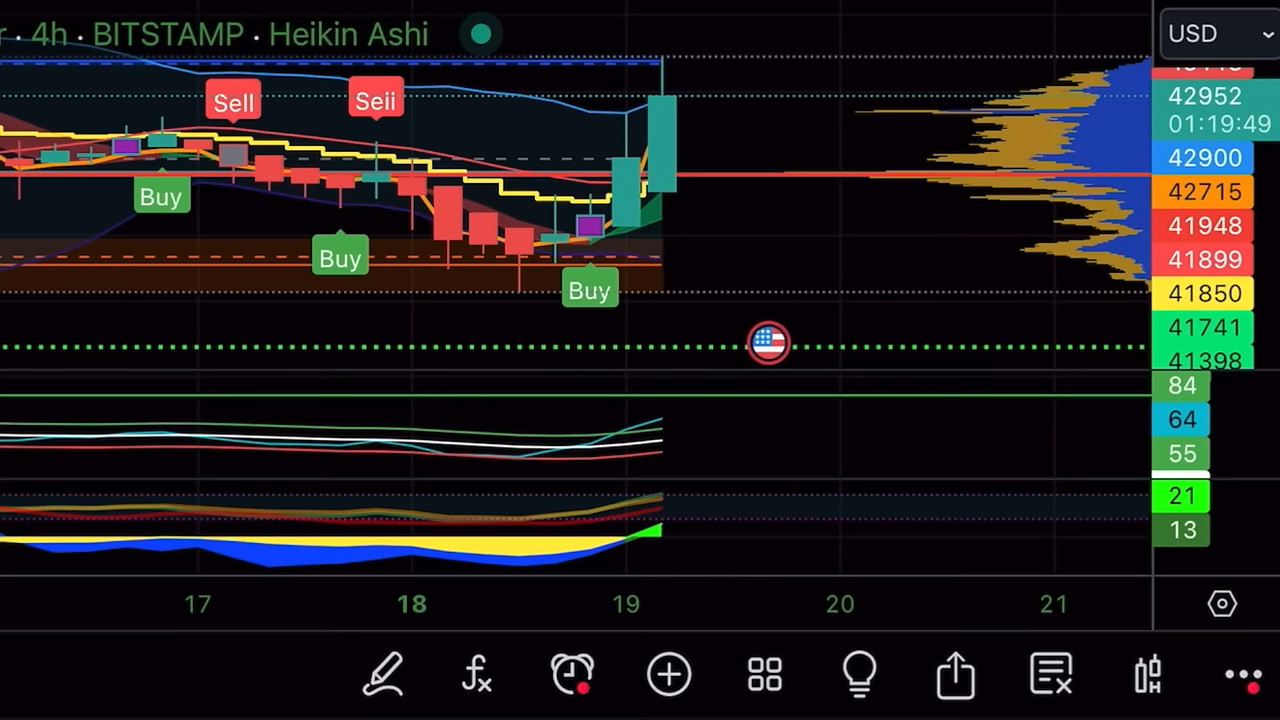 r · 4h · BITSTAMP · Heikin Ashi
USD
Sell
Seii
Buy
Buy
Buy
42952
01:19:49
42900
42715
41948
41899
41850
41741
41398
84
64
55
21
13
17
18
19
20
21